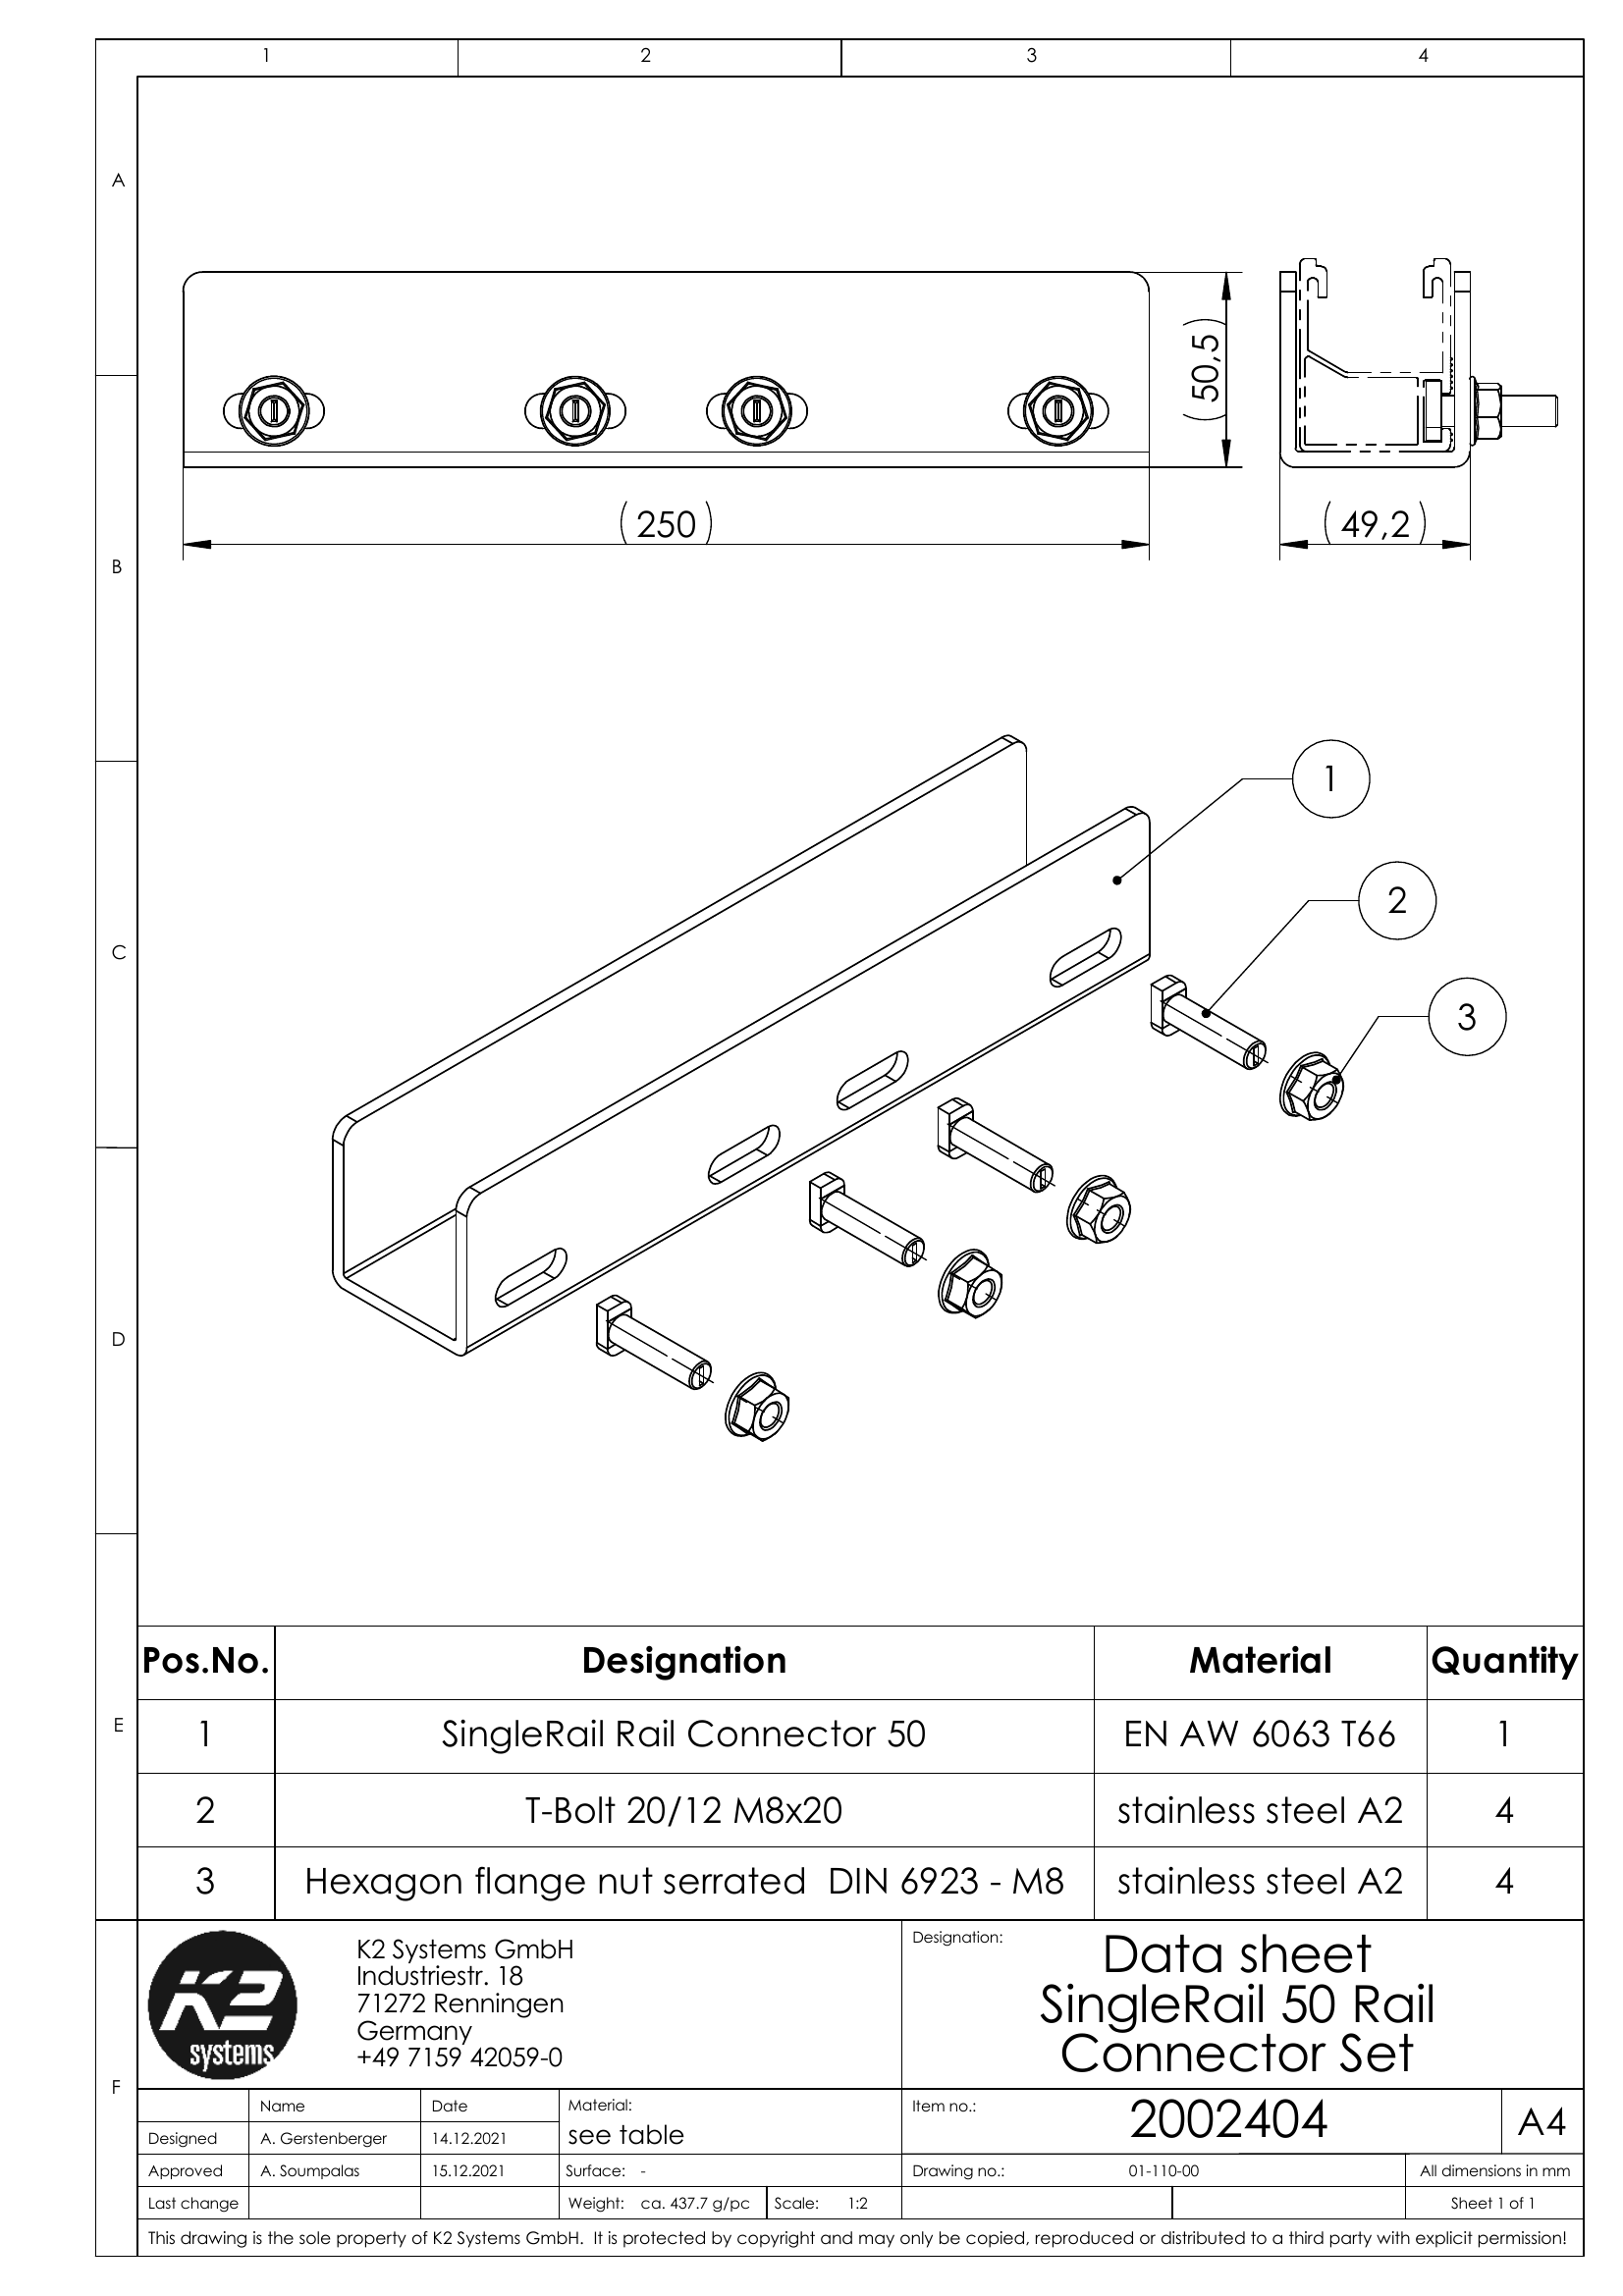 1 2 3 4
A
B
C
D
E
F
(50,5)
(250) (49,2)
1
2
3
Pos.No. Designation Material Quantity
1 SingleRail Rail Connector 50 EN AW 6063 T66 1
2 T-Bolt 20/12 M8x20 stainless steel A2 4
3 Hexagon flange nut serrated DIN 6923 - M8 stainless steel A2 4
K2
systems
K2 Systems GmbH
Industriestr. 18
71272 Renningen
Germany
+49 7159 42059-0
Designation:
Data sheet
SingleRail 50 Rail
Connector Set
Name Date Material: Item no.: 2002404 A4
Designed A. Gerstenberger 14.12.2021 see table
Approved A. Soumpalas 15.12.2021 Surface: - Drawing no.: 01-110-00 All dimensions in mm
Last change Weight: ca. 437.7 g/pc Scale: 1:2 Sheet 1 of 1
This drawing is the sole property of K2 Systems GmbH. It is protected by copyright and may only be copied, reproduced or distributed to a third party with explicit permission!